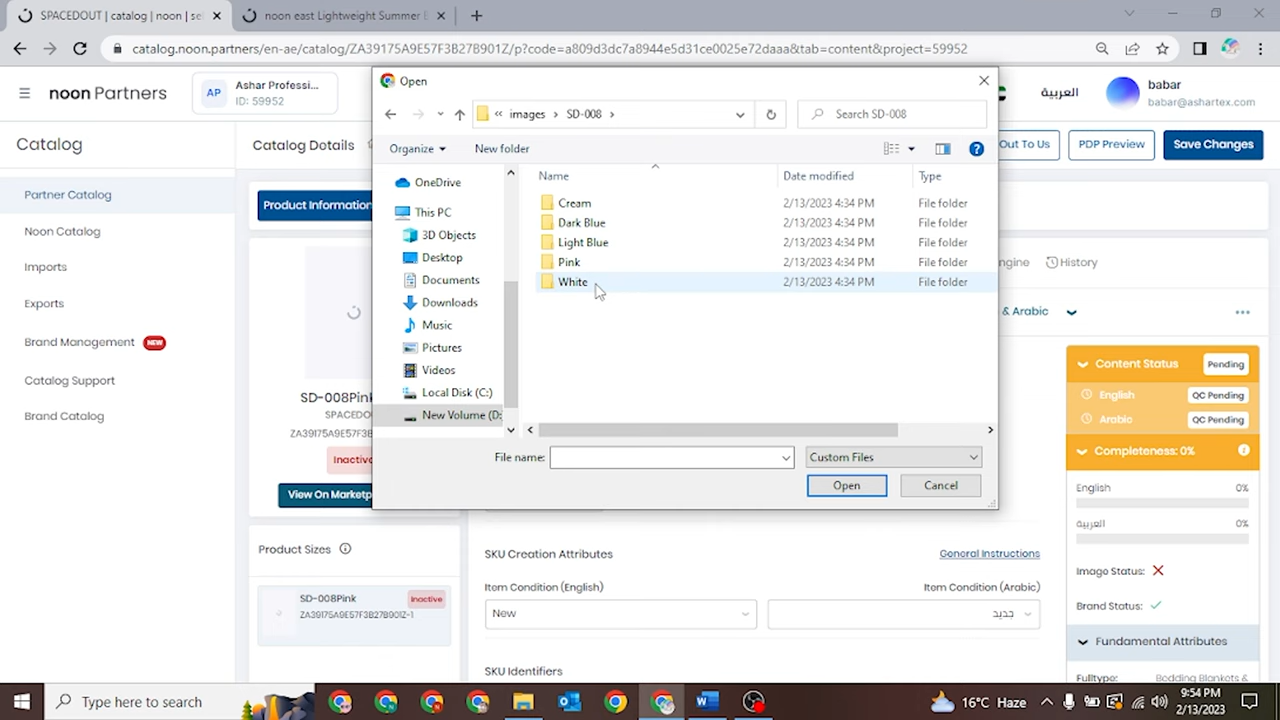 SPACEDOUT | catalog | noon | se
noon east Lightweight Summer B
catalog.noon.partners/en-ae/catalog/ZA39175A9E57F3B27B901Z/p?code=a809d3dc7a8944e5d31ce0025e72daaa&tab=content&project=59952
noon Partners
AP
Ashar Professi...
ID: 59952
العربية
babar
babar@ashartex.com
Catalog
Partner Catalog
Noon Catalog
Imports
Exports
Brand Management NEW
Catalog Support
Brand Catalog
Catalog Details
Out To Us
PDP Preview
Save Changes
Product Information
History
& Arabic
SD-008Pink
SPACED
ZA39175A9E57F3B
Inactive
View On Marketp
Product Sizes
SD-008Pink
Inactive
ZA39175A9E57F3B27B901Z-1
Open
images
SD-008
Search SD-008
Organize
New folder
OneDrive
This PC
3D Objects
Desktop
Documents
Downloads
Music
Pictures
Videos
Local Disk (C:)
New Volume (D:
Name
Date modified
Type
Cream 2/13/2023 4:34 PM File folder
Dark Blue 2/13/2023 4:34 PM File folder
Light Blue 2/13/2023 4:34 PM File folder
Pink 2/13/2023 4:34 PM File folder
White 2/13/2023 4:34 PM File folder
File name:
Custom Files
Open
Cancel
SKU Creation Attributes
General Instructions
Item Condition (English)
Item Condition (Arabic)
New
جديد
SKU Identifiers
Content Status Pending
English QC Pending
Arabic QC Pending
Completeness: 0%
English 0%
العربية 0%
Image Status:
Brand Status:
Fundamental Attributes
Fulltype: Bedding Blankets &
Type here to search
16°C Haze
9:54 PM
2/13/2023